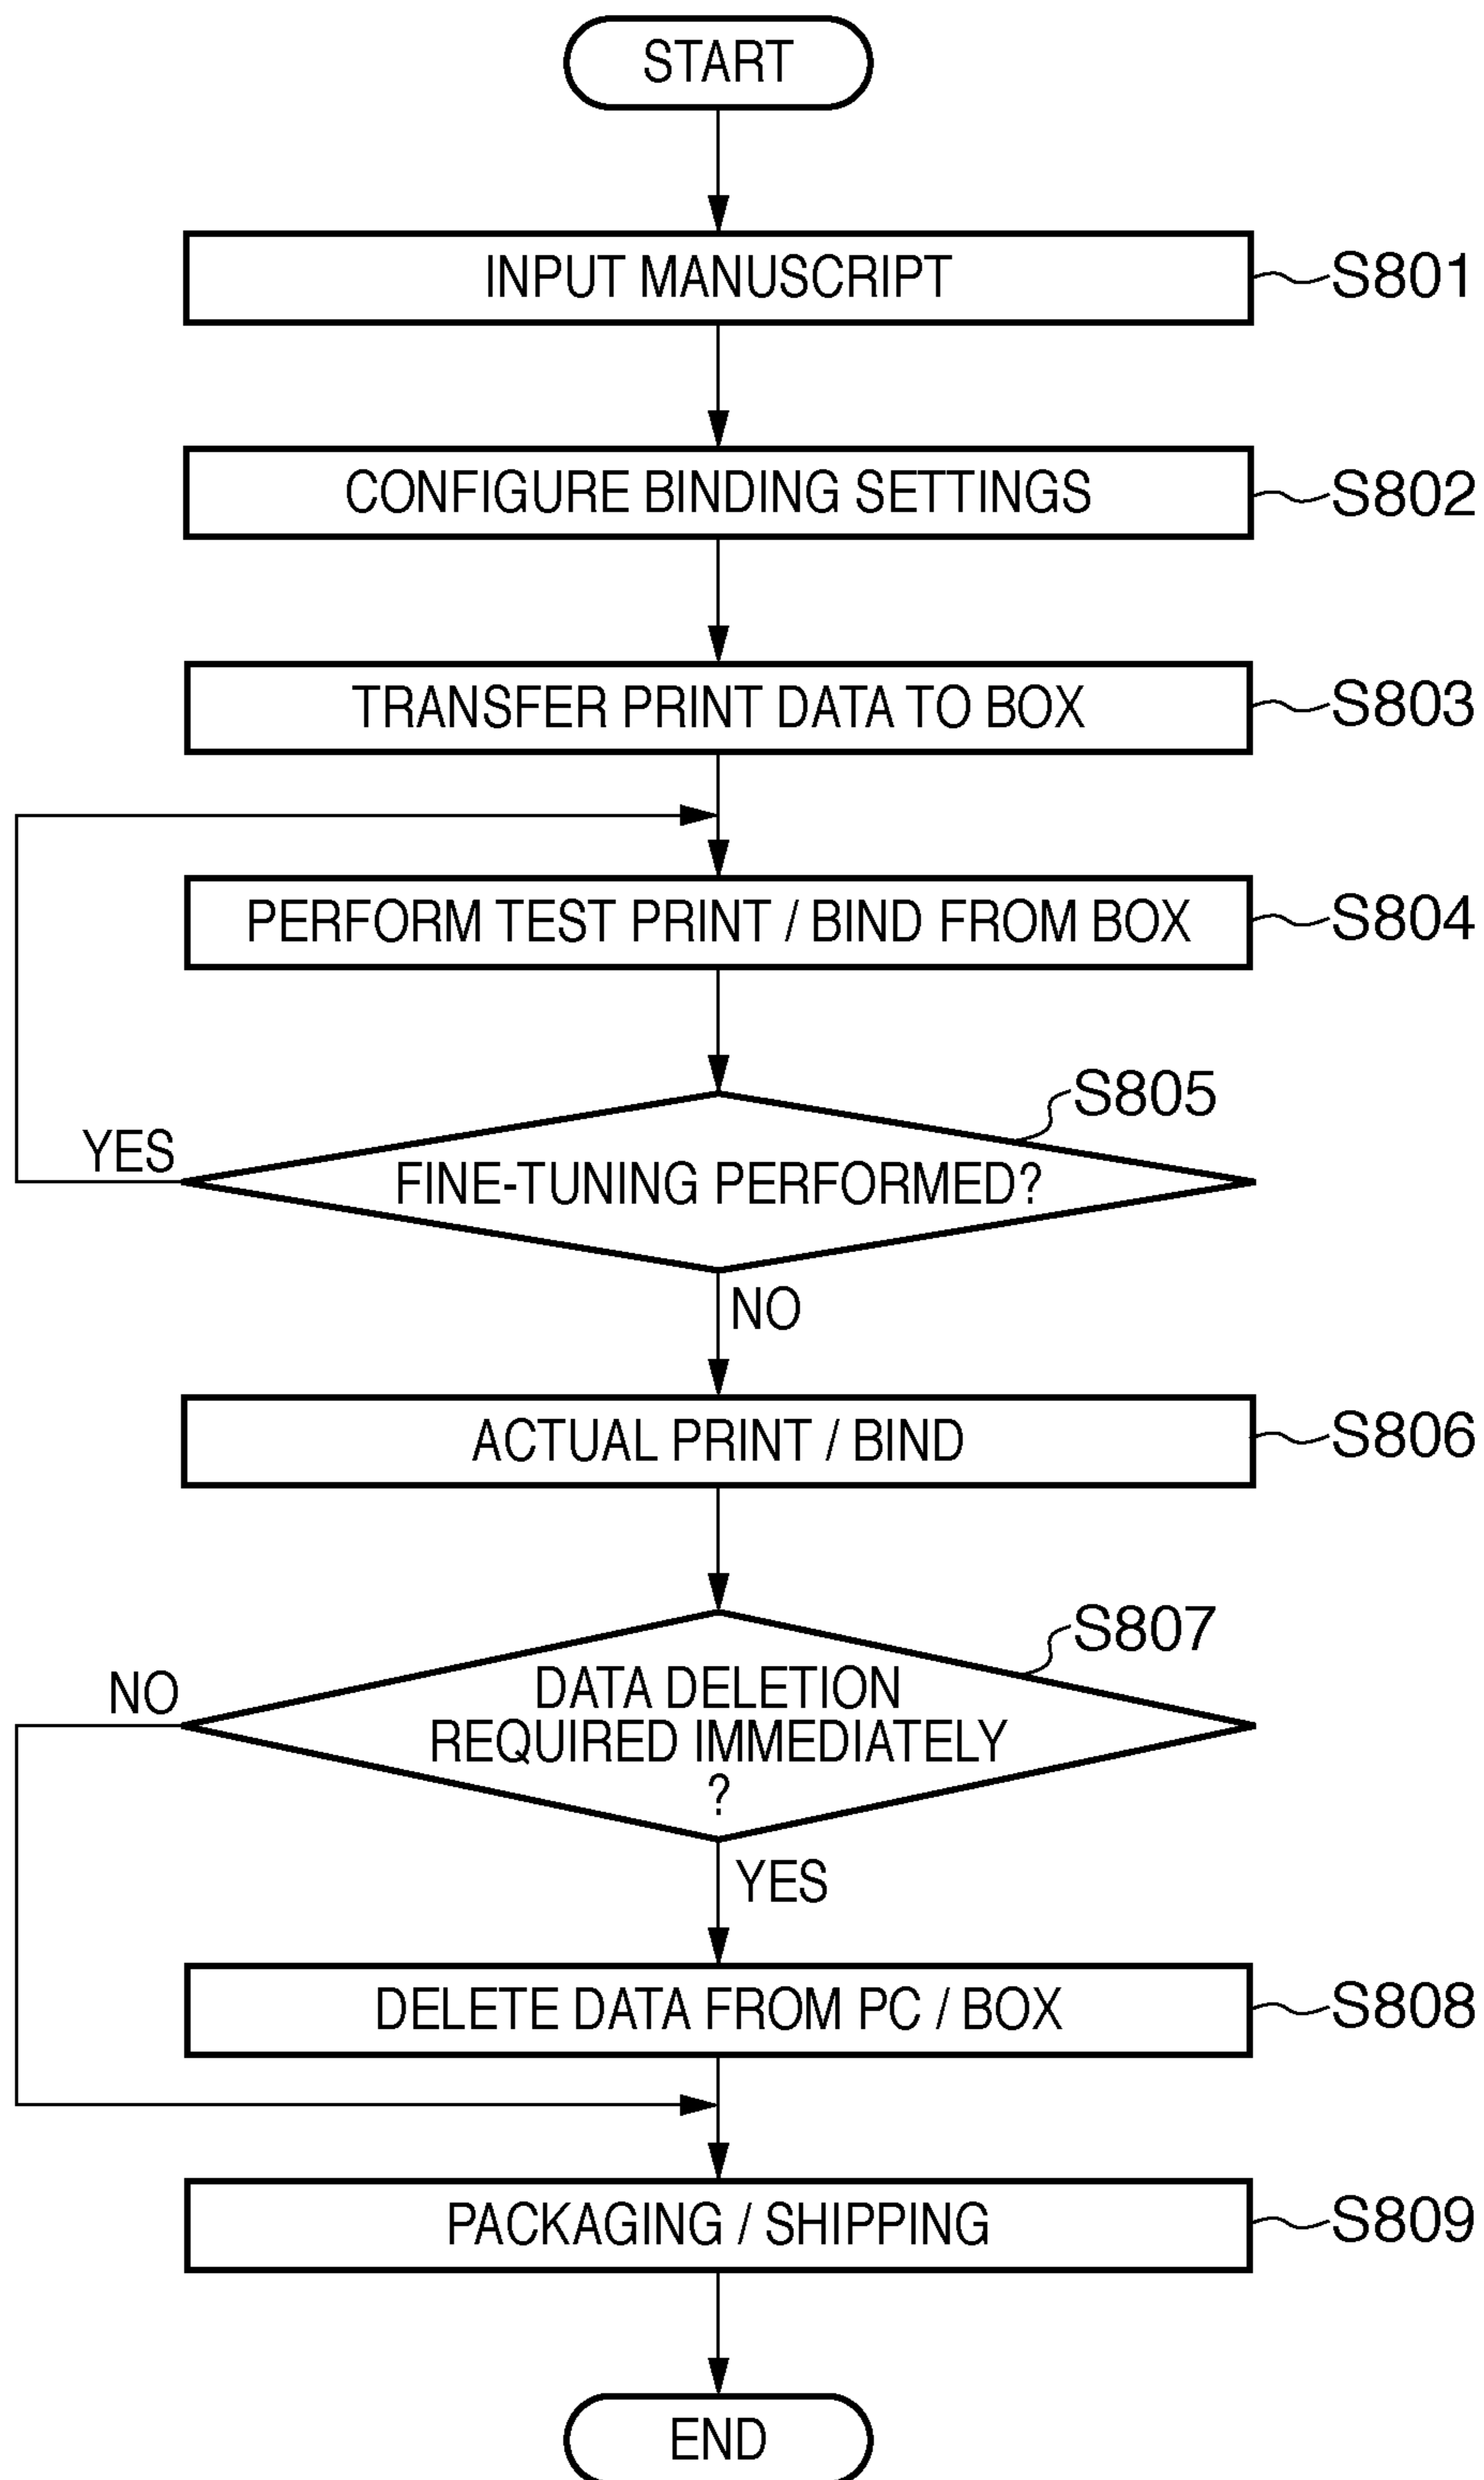 START
INPUT MANUSCRIPT
S801
CONFIGURE BINDING SETTINGS
S802
TRANSFER PRINT DATA TO BOX
S803
PERFORM TEST PRINT / BIND FROM BOX
S804
S805
YES
FINE-TUNING PERFORMED?
NO
ACTUAL PRINT / BIND
S806
S807
NO
DATA DELETION
REQUIRED IMMEDIATELY
?
YES
DELETE DATA FROM PC / BOX
S808
PACKAGING / SHIPPING
S809
END